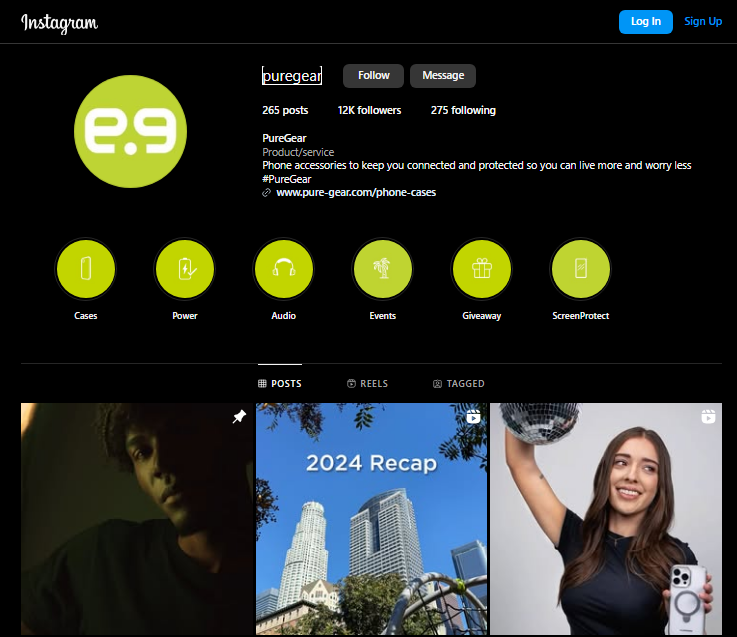 Instagram
Log In
Sign Up
puregear
Follow
Message
265 posts
12K followers
275 following
PureGear
Product/service
Phone accessories to keep you connected and protected so you can live more and worry less
#PureGear
www.pure-gear.com/phone-cases
Cases
Power
Audio
Events
Giveaway
ScreenProtect
POSTS
REELS
TAGGED
2024 Recap